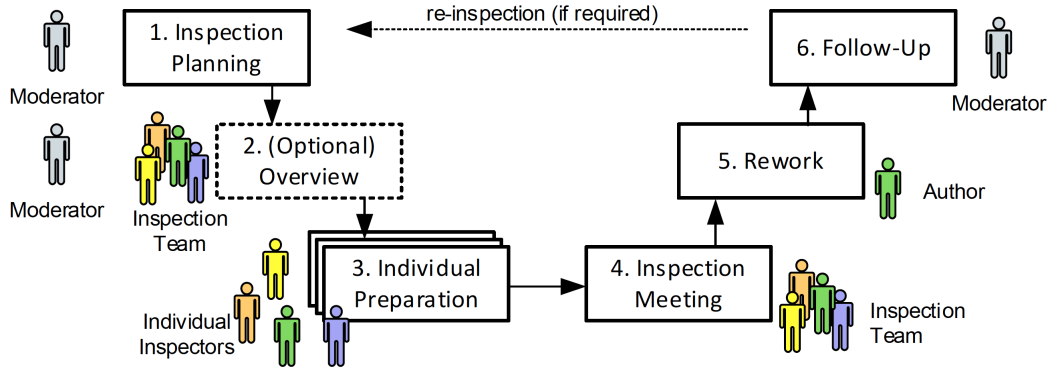 re-inspection (if required)
1. Inspection
Planning
6. Follow-Up
Moderator
Moderator
2. (Optional)
Overview
5. Rework
Moderator
Author
Inspection
Team
3. Individual
Preparation
4. Inspection
Meeting
Individual
Inspectors
Inspection
Team